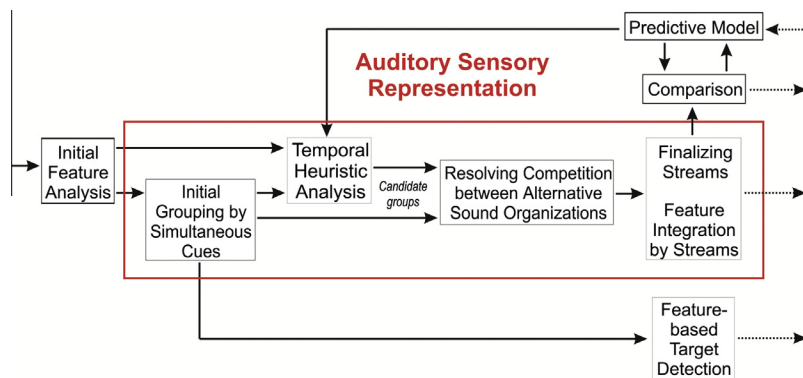 Predictive Model
Auditory Sensory
Representation
Comparison
Initial
Feature
Analysis
Temporal
Heuristic
Analysis
Initial
Grouping by
Simultaneous
Cues
Candidate
groups
Resolving Competition
between Alternative
Sound Organizations
Finalizing
Streams
Feature
Integration
by Streams
Feature-
based
Target
Detection